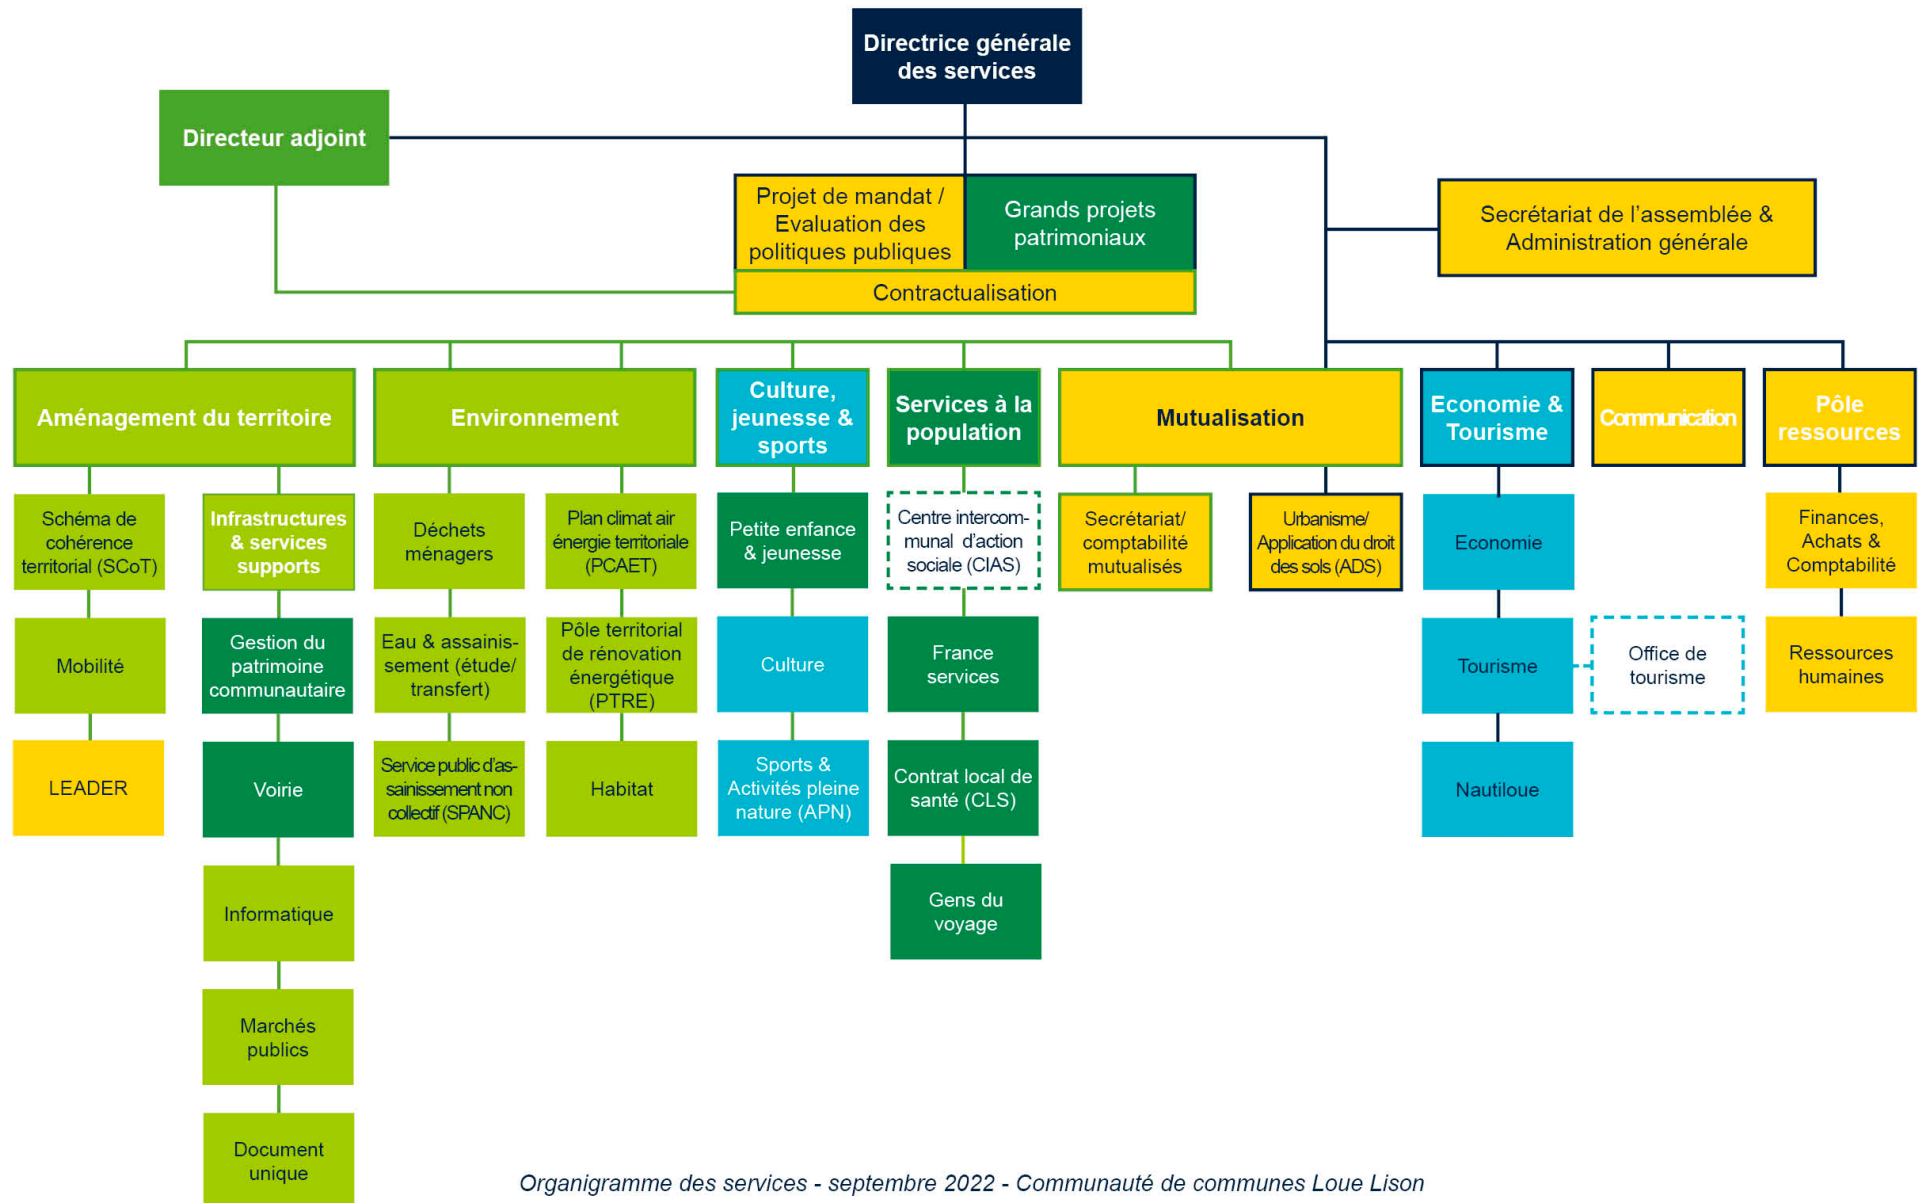 Directrice générale
des services
Directeur adjoint
Projet de mandat /
Evaluation des
politiques publiques
Grands projets
patrimoniaux
Contractualisation
Secrétariat de l'assemblée &
Administration générale
Aménagement du territoire
Environnement
Culture,
jeunesse &
sports
Services à la
population
Mutualisation
Economie &
Tourisme
Communication
Pôle
ressources
Schéma de
cohérence
territorial (SCoT)
Mobilité
LEADER
Infrastructures
& services
supports
Gestion du
patrimoine
communautaire
Voirie
Informatique
Marchés
publics
Document
unique
Déchets
ménagers
Eau & assainis-
sement (étude/
transfert)
Service public d'as-
sainissement non
collectif (SPANC)
Plan climat air
énergie territoriale
(PCAET)
Pôle territorial
de rénovation
énergétique
(PTRE)
Habitat
Petite enfance
& jeunesse
Culture
Sports &
Activités pleine
nature (APN)
Centre intercom-
munal d'action
sociale (CIAS)
France
services
Contrat local de
santé (CLS)
Gens du
voyage
Secrétariat/
comptabilité
mutualisés
Urbanisme/
Application du droit
des sols (ADS)
Economie
Tourisme
Nautiloue
Office de
tourisme
Finances,
Achats &
Comptabilité
Ressources
humaines
Organigramme des services - septembre 2022 - Communauté de communes Loue Lison